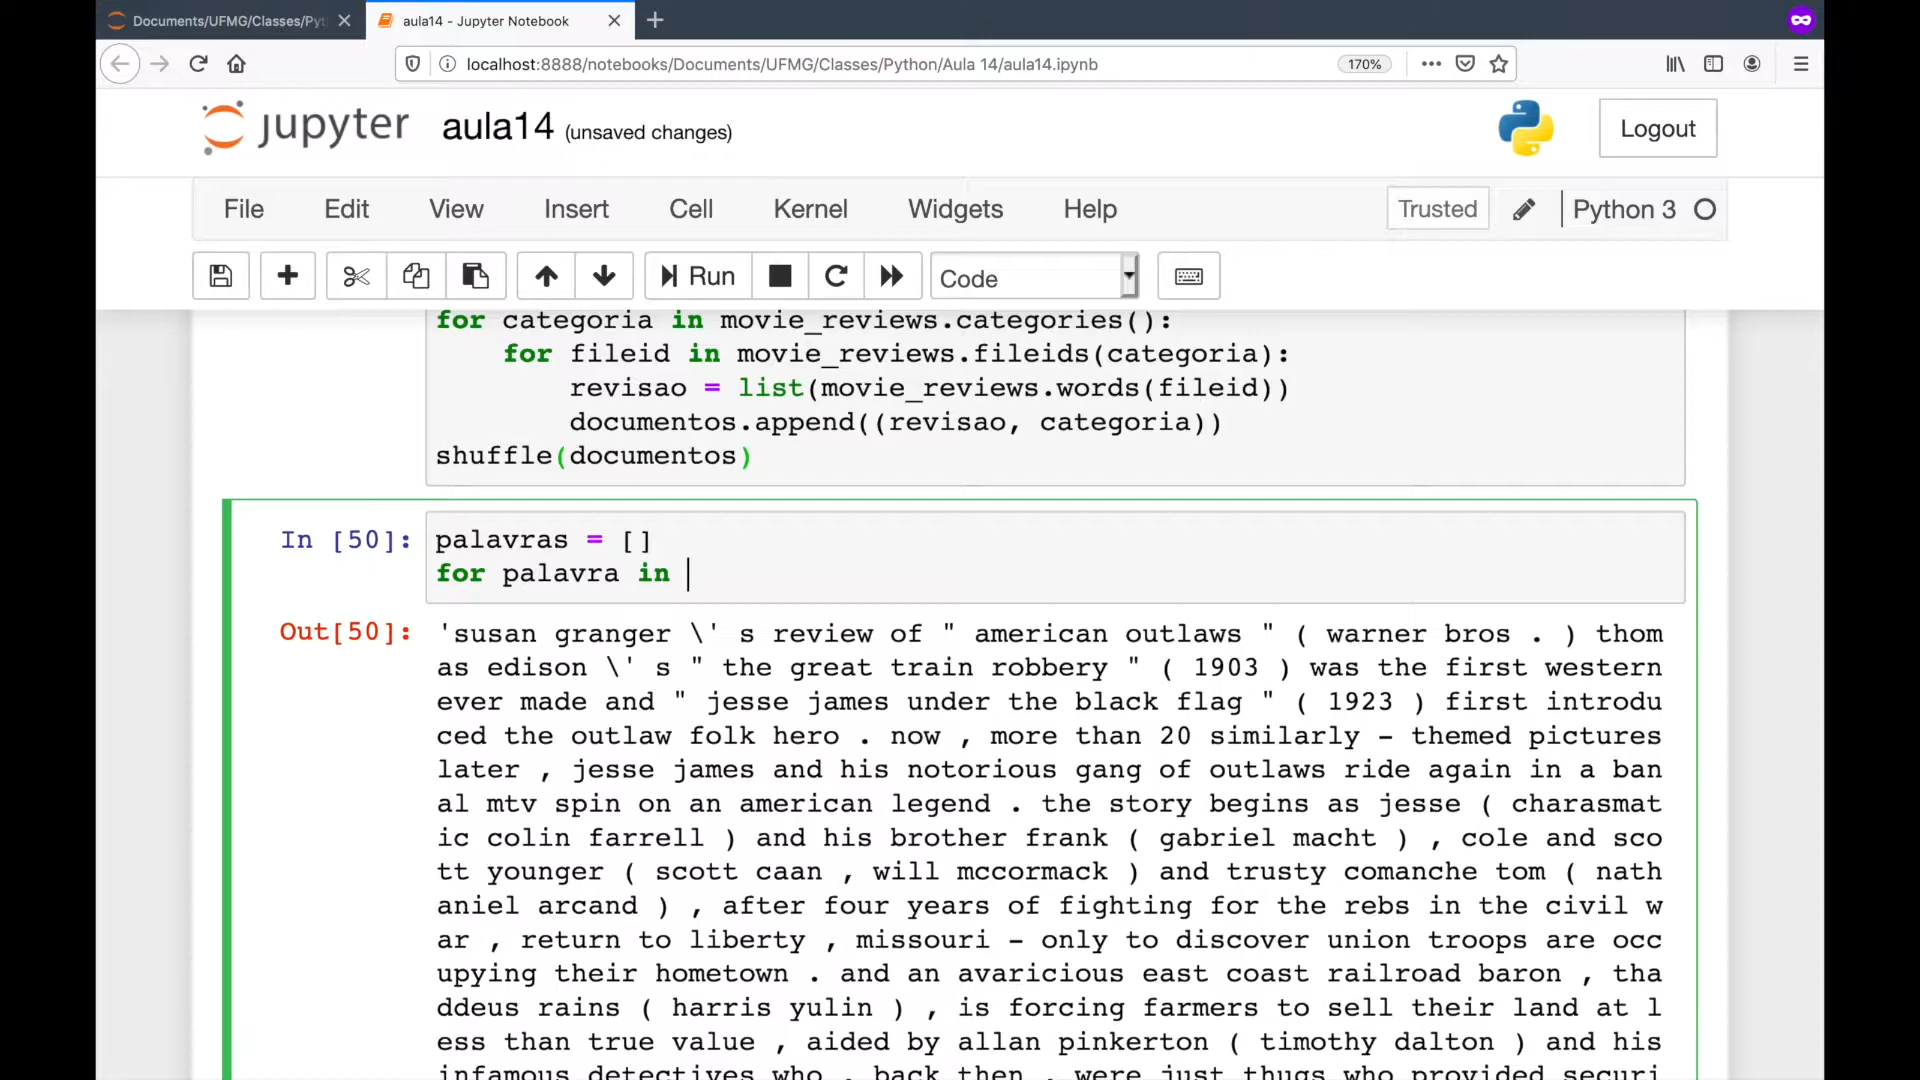 Documents/UFMG/Classes/Pyt
aula14 - Jupyter Notebook
localhost:8888/notebooks/Documents/UFMG/Classes/Python/Aula 14/aula14.ipynb
170%
jupyter aula14 (unsaved changes)
Logout
File Edit View Insert Cell Kernel Widgets Help
Trusted
Python 3
Run
Code
for categoria in movie_reviews.categories():
for fileid in movie_reviews.fileids(categoria):
revisao = list(movie_reviews.words(fileid))
documentos.append((revisao, categoria))
shuffle(documentos)
In [50]: palavras = []
for palavra in
Out[50]: 'susan granger \' s review of " american outlaws " ( warner bros . ) thom
as edison \' s " the great train robbery " ( 1903 ) was the first western
ever made and " jesse james under the black flag " ( 1923 ) first introdu
ced the outlaw folk hero . now , more than 20 similarly - themed pictures
later , jesse james and his notorious gang of outlaws ride again in a ban
al mtv spin on an american legend . the story begins as jesse ( charasmat
ic colin farrell ) and his brother frank ( gabriel macht ) , cole and sco
tt younger ( scott caan , will mccormack ) and trusty comanche tom ( nath
aniel arcand ) , after four years of fighting for the rebs in the civil w
ar , return to liberty , missouri - only to discover union troops are occ
upying their hometown . and an avaricious east coast railroad baron , tha
ddeus rains ( harris yulin ) , is forcing farmers to sell their land at l
ess than true value , aided by allan pinkerton ( timothy dalton ) and his
infamous detectives who , back then , were just thugs who provided securi